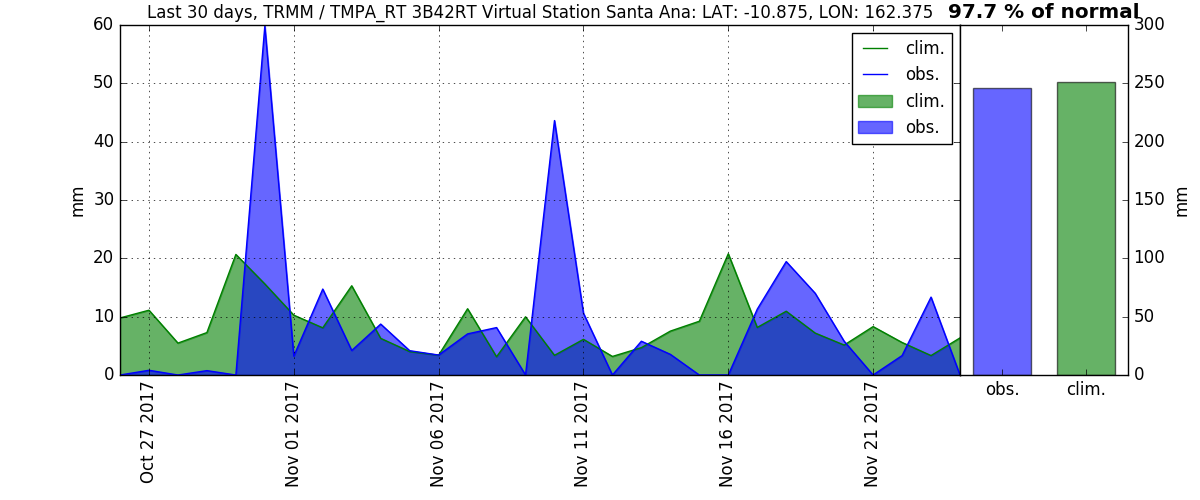 Last 30 days, TRMM / TMPA_RT 3B42RT Virtual Station Santa Ana: LAT: -10.875, LON: 162.375 97.7 % of normal
60
50
40
30
20
10
0
mm
clim.
obs.
clim.
obs.
300
250
200
150
100
50
0
mm
obs. clim.
Oct 27 2017
Nov 01 2017
Nov 06 2017
Nov 11 2017
Nov 16 2017
Nov 21 2017